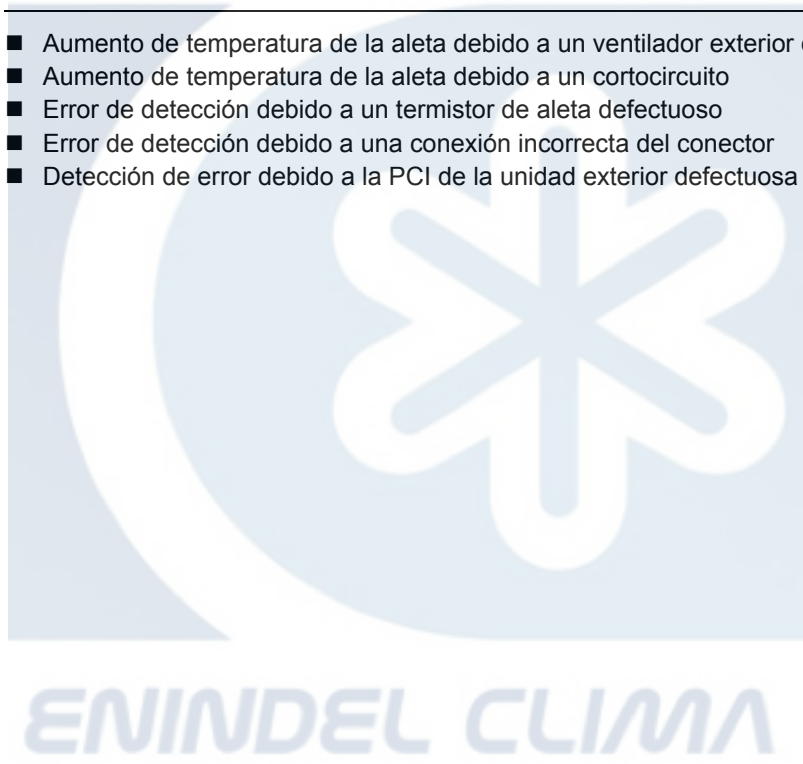 ■ Aumento de temperatura de la aleta debido a un ventilador exterior
■ Aumento de temperatura de la aleta debido a un cortocircuito
■ Error de detección debido a un termistor de aleta defectuoso
■ Error de detección debido a una conexión incorrecta del conector
■ Detección de error debido a la PCI de la unidad exterior defectuosa
ENINDEL CLIMA